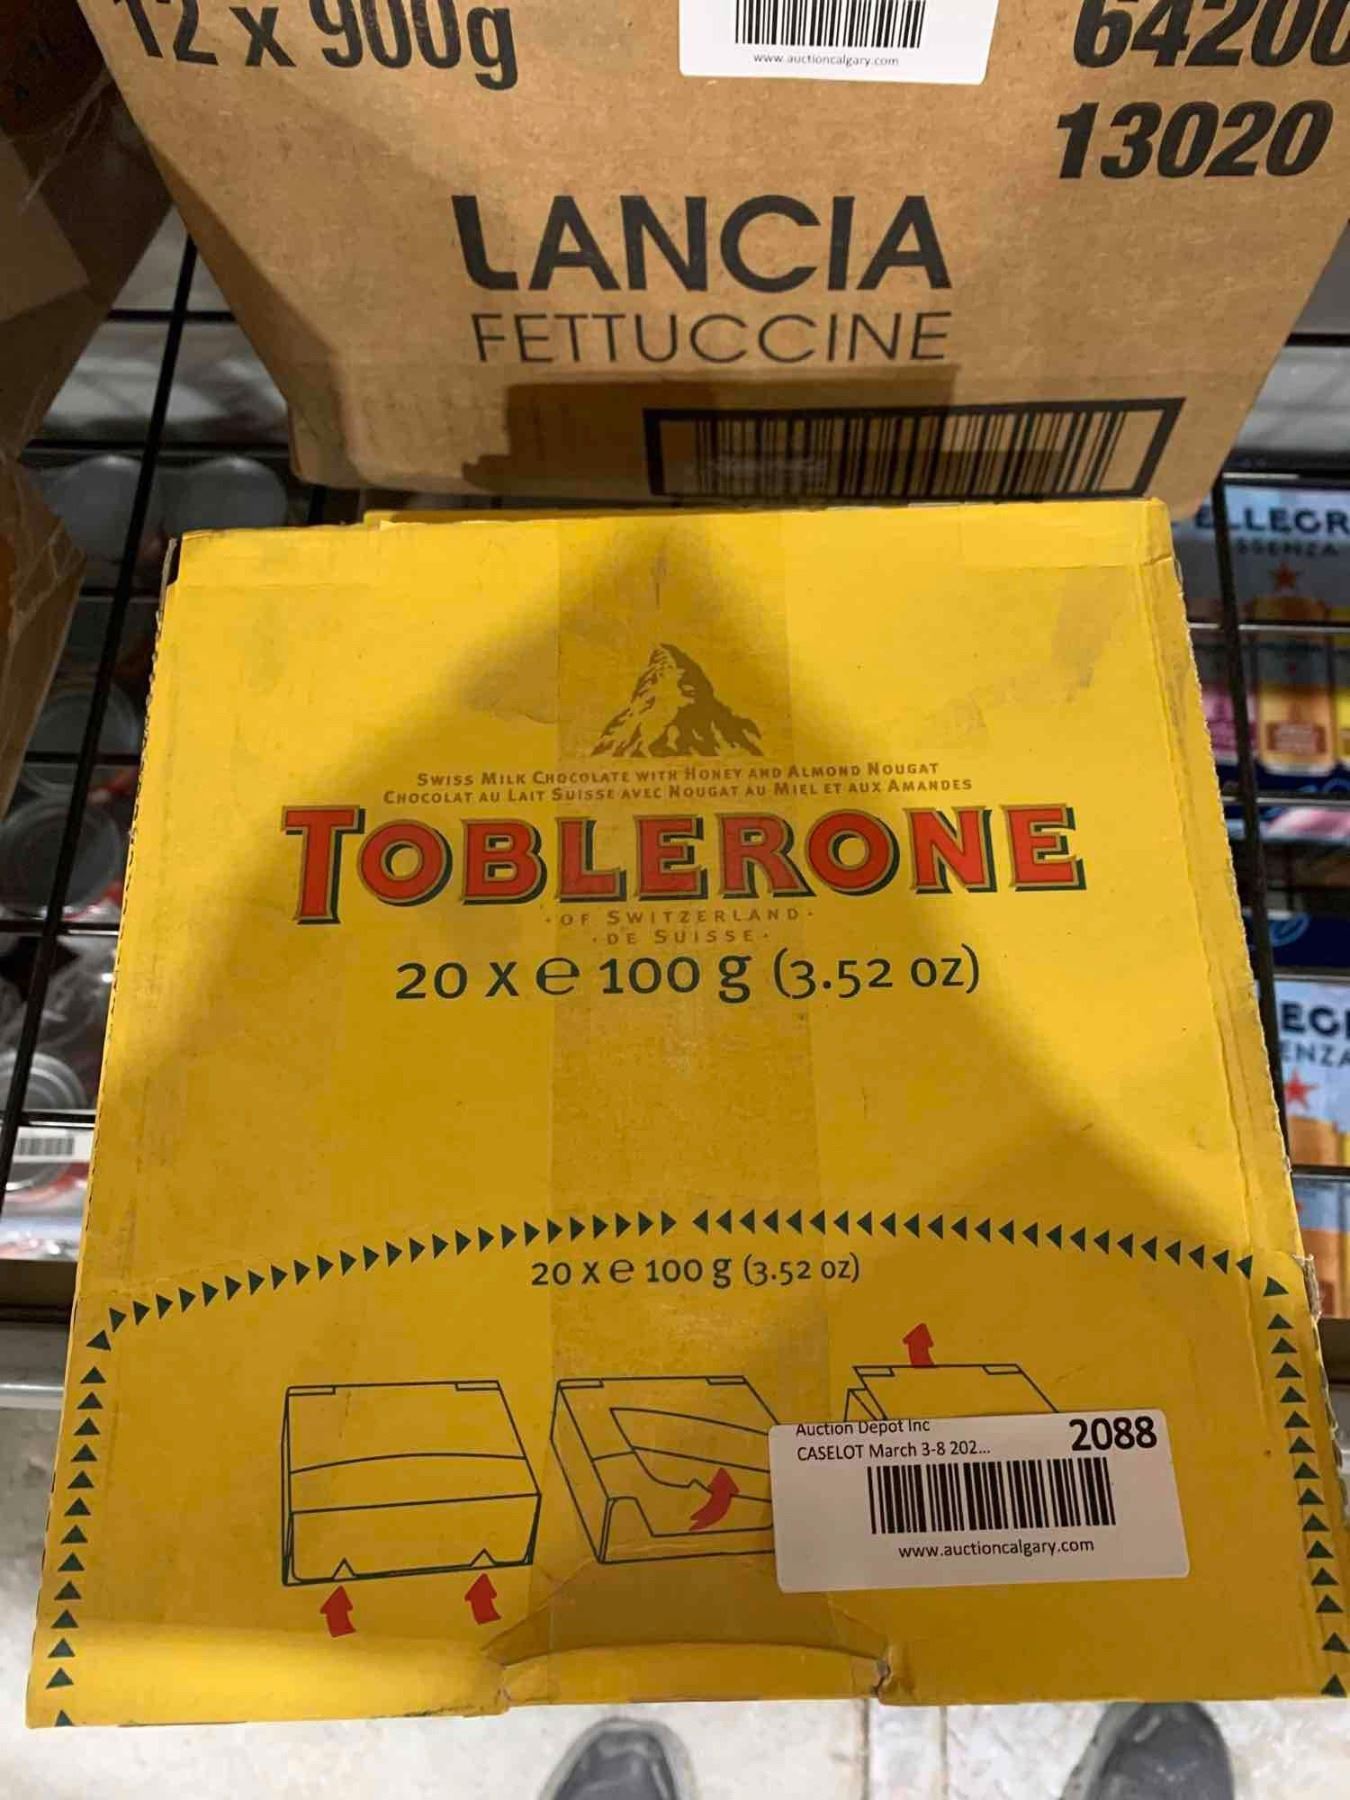 12 x 900g
www.auctioncalgary.com
64200
13020
LANCIA
FETTUCCINE
SWISS MILK CHOCOLATE WITH HONEY AND ALMOND NOUGAT
CHOCOLAT AU LAIT SUISSE AVEC NOUGAT AU MIEL ET AUX AMANDES
TOBLERONE
· OF SWITZERLAND ·
· DE SUISSE ·
20 X e 100 g (3.52 OZ)
20 X e 100 g (3.52 OZ)
Auction Depot Inc
2088
CASELOT March 3-8 202...
www.auctioncalgary.com
ELLEGR
SSENZA